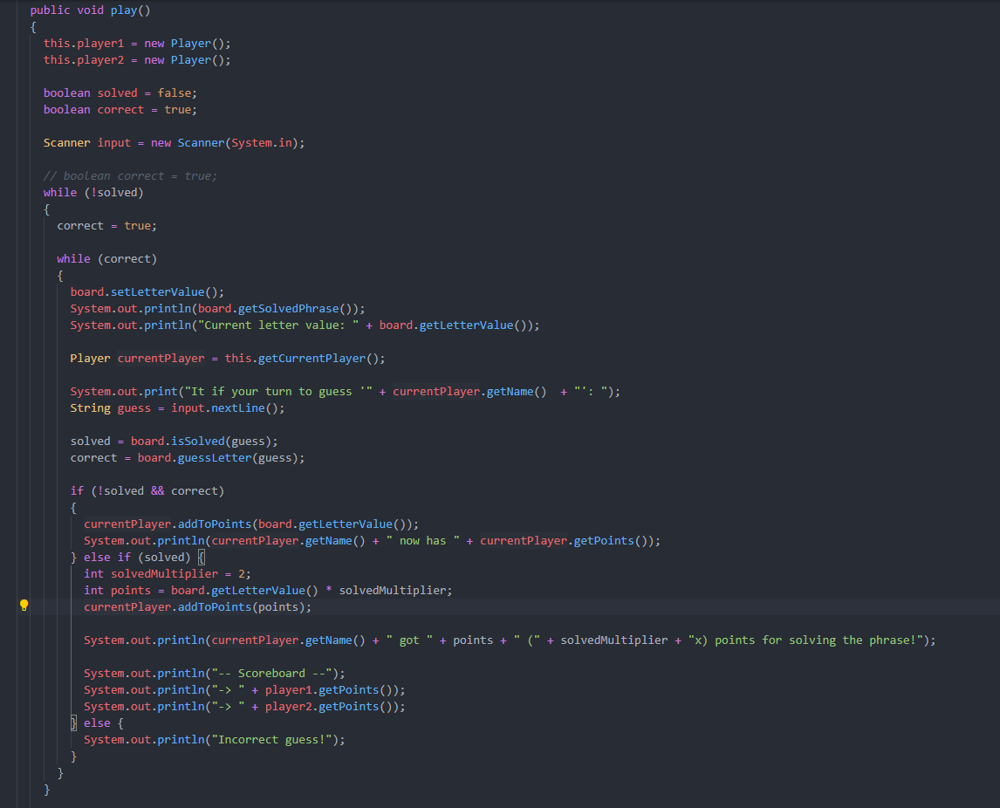 public void play()
{
this.player1 = new Player();
this.player2 = new Player();
boolean solved = false;
boolean correct = true;
Scanner input = new Scanner(System.in);
// boolean correct = true;
while (!solved)
{
correct = true;
while (correct)
{
board.setLetterValue();
System.out.println(board.getSolvedPhrase());
System.out.println("Current letter value: " + board.getLetterValue());
Player currentPlayer = this.getCurrentPlayer();
System.out.print("It if your turn to guess '" + currentPlayer.getName()  + "': ");
String guess = input.nextLine();
solved = board.isSolved(guess);
correct = board.guessLetter(guess);
if (!solved && correct)
{
currentPlayer.addToPoints(board.getLetterValue());
System.out.println(currentPlayer.getName() + " now has " + currentPlayer.getPoints());
} else if (solved) {
int solvedMultiplier = 2;
int points = board.getLetterValue() * solvedMultiplier;
currentPlayer.addToPoints(points);
System.out.println(currentPlayer.getName() + " got " + points + " (" + solvedMultiplier + "x) points for solving the phrase!");
System.out.println("-- Scoreboard --");
System.out.println("-> " + player1.getPoints());
System.out.println("-> " + player2.getPoints());
} else {
System.out.println("Incorrect guess!");
}
}
}